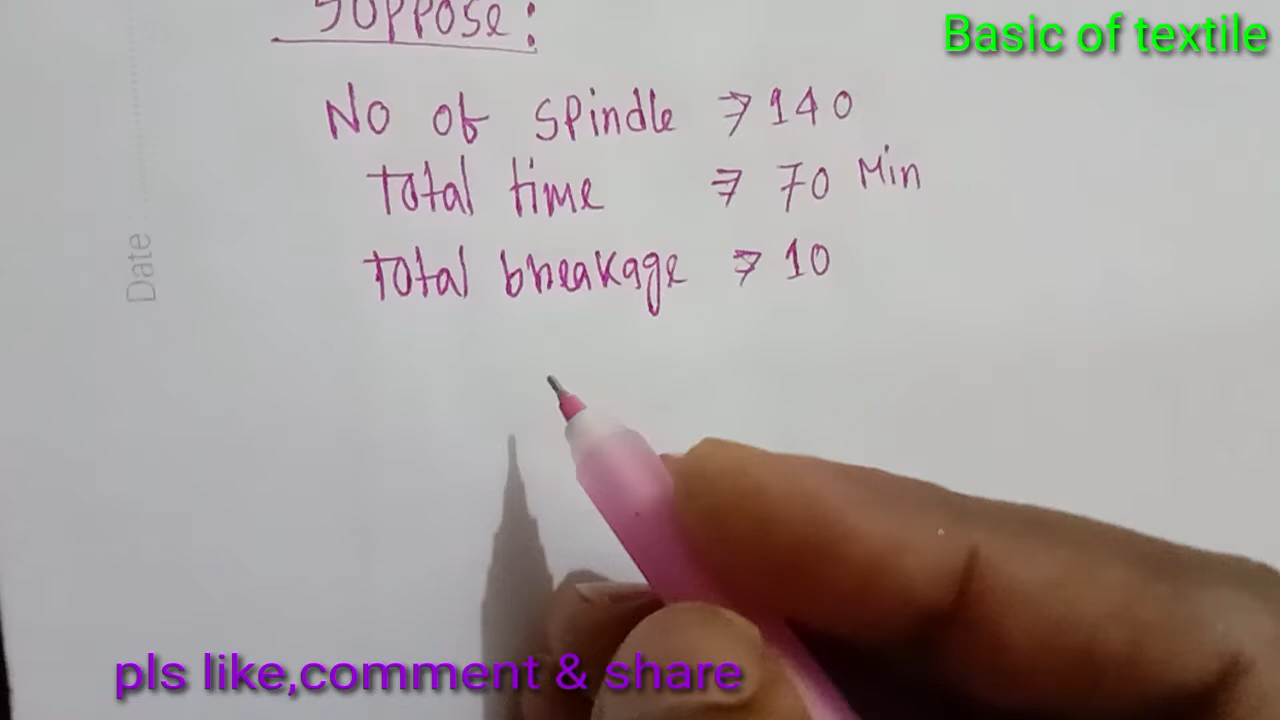 Suppose:
Basic of textile
No of spindle ⇒ 140
Total time ⇒ 70 Min
Total breakage ⇒ 10
Date :
pls like,comment & share